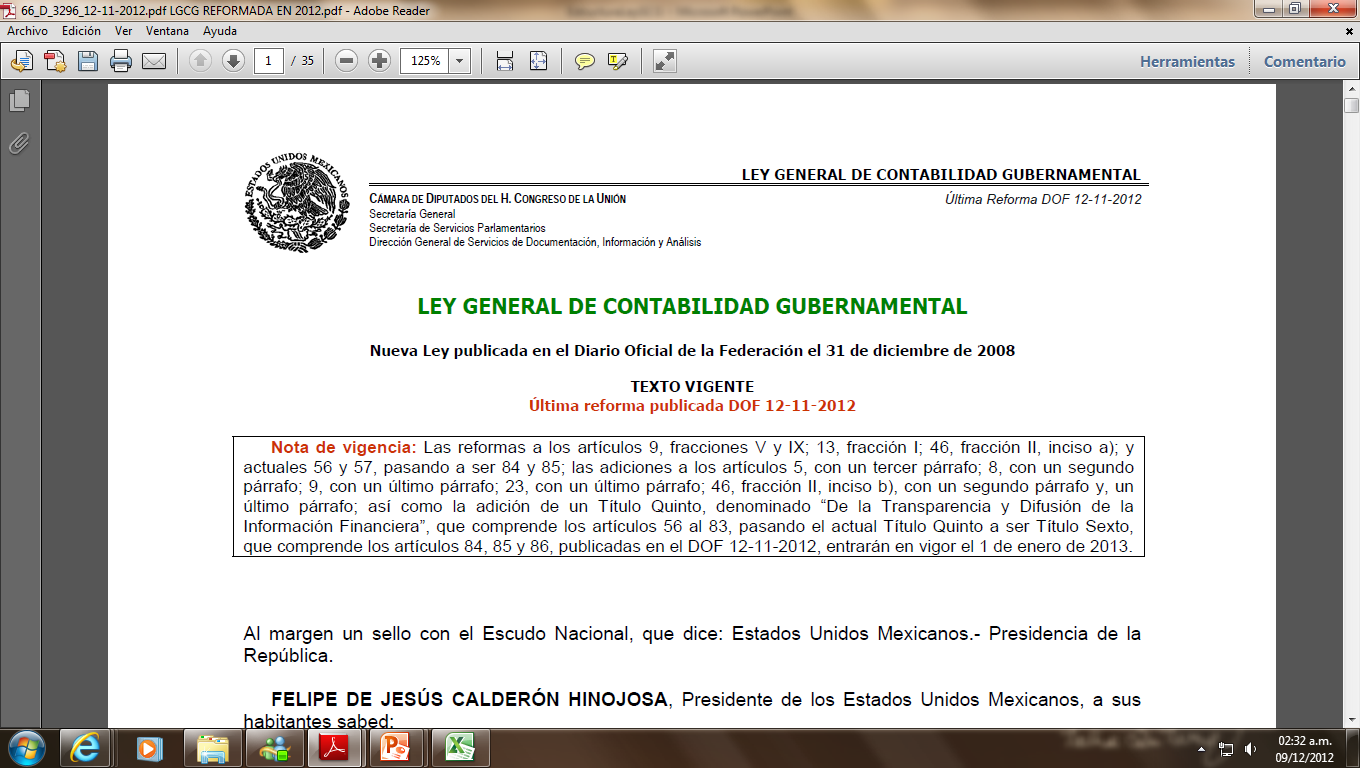 66_D_3296_12-11-2012.pdf LGCG REFORMADA EN 2012.pdf - Adobe Reader
Archivo Edición Ver Ventana Ayuda
1 / 35 125% Herramientas Comentario
ESTADOS UNIDOS MEXICANOS
LEY GENERAL DE CONTABILIDAD GUBERNAMENTAL
CÁMARA DE DIPUTADOS DEL H. CONGRESO DE LA UNIÓN
Última Reforma DOF 12-11-2012
Secretaría General
Secretaría de Servicios Parlamentarios
Dirección General de Servicios de Documentación, Información y Análisis
LEY GENERAL DE CONTABILIDAD GUBERNAMENTAL
Nueva Ley publicada en el Diario Oficial de la Federación el 31 de diciembre de 2008
TEXTO VIGENTE
Última reforma publicada DOF 12-11-2012
Nota de vigencia: Las reformas a los artículos 9, fracciones V y IX; 13, fracción I; 46, fracción II, inciso a); y
actuales 56 y 57, pasando a ser 84 y 85; las adiciones a los artículos 5, con un tercer párrafo; 8, con un segundo
párrafo; 9, con un último párrafo; 23, con un último párrafo; 46, fracción II, inciso b), con un segundo párrafo y, un
último párrafo; así como la adición de un Título Quinto, denominado “De la Transparencia y Difusión de la
Información Financiera”, que comprende los artículos 56 al 83, pasando el actual Título Quinto a ser Título Sexto,
que comprende los artículos 84, 85 y 86, publicadas en el DOF 12-11-2012, entrarán en vigor el 1 de enero de 2013.
Al margen un sello con el Escudo Nacional, que dice: Estados Unidos Mexicanos.- Presidencia de la
República.
FELIPE DE JESÚS CALDERÓN HINOJOSA, Presidente de los Estados Unidos Mexicanos, a sus
habitantes sabed:
02:32 a.m.
09/12/2012